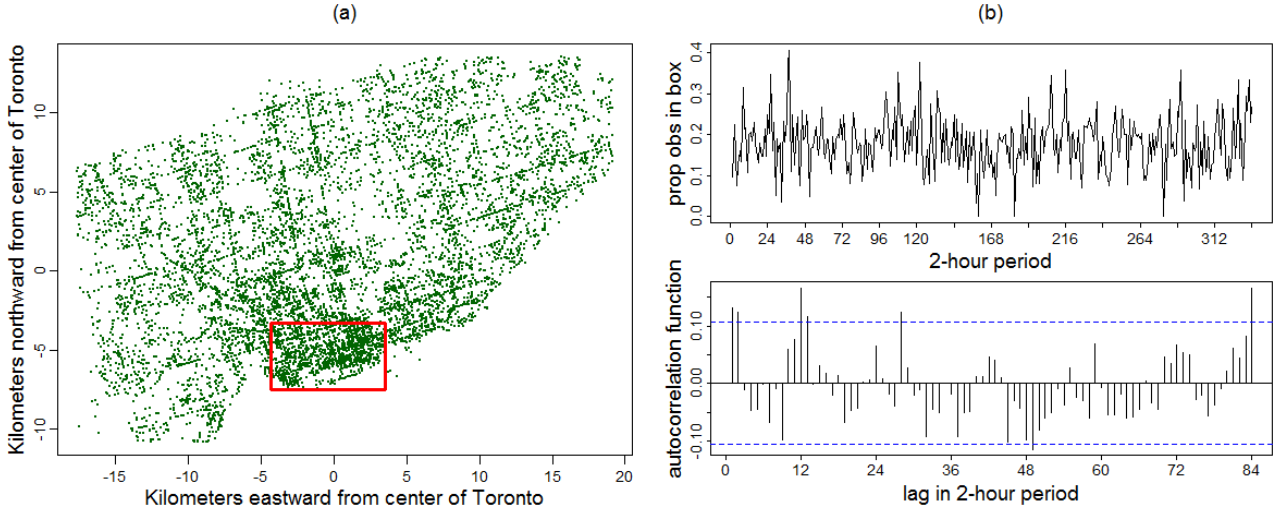 (a)
Kilometers northward from center of Toronto
10
5
0
-5
-10
-15 -10 -5 0 5 10 15 20
Kilometers eastward from center of Toronto
(b)
prop obs in box
0.4
0.3
0.2
0.1
0.0
0 24 48 72 96 120 168 216 264 312
2-hour period
autocorrelation function
0.10
0.00
-0.10
0 12 24 36 48 60 72 84
lag in 2-hour period